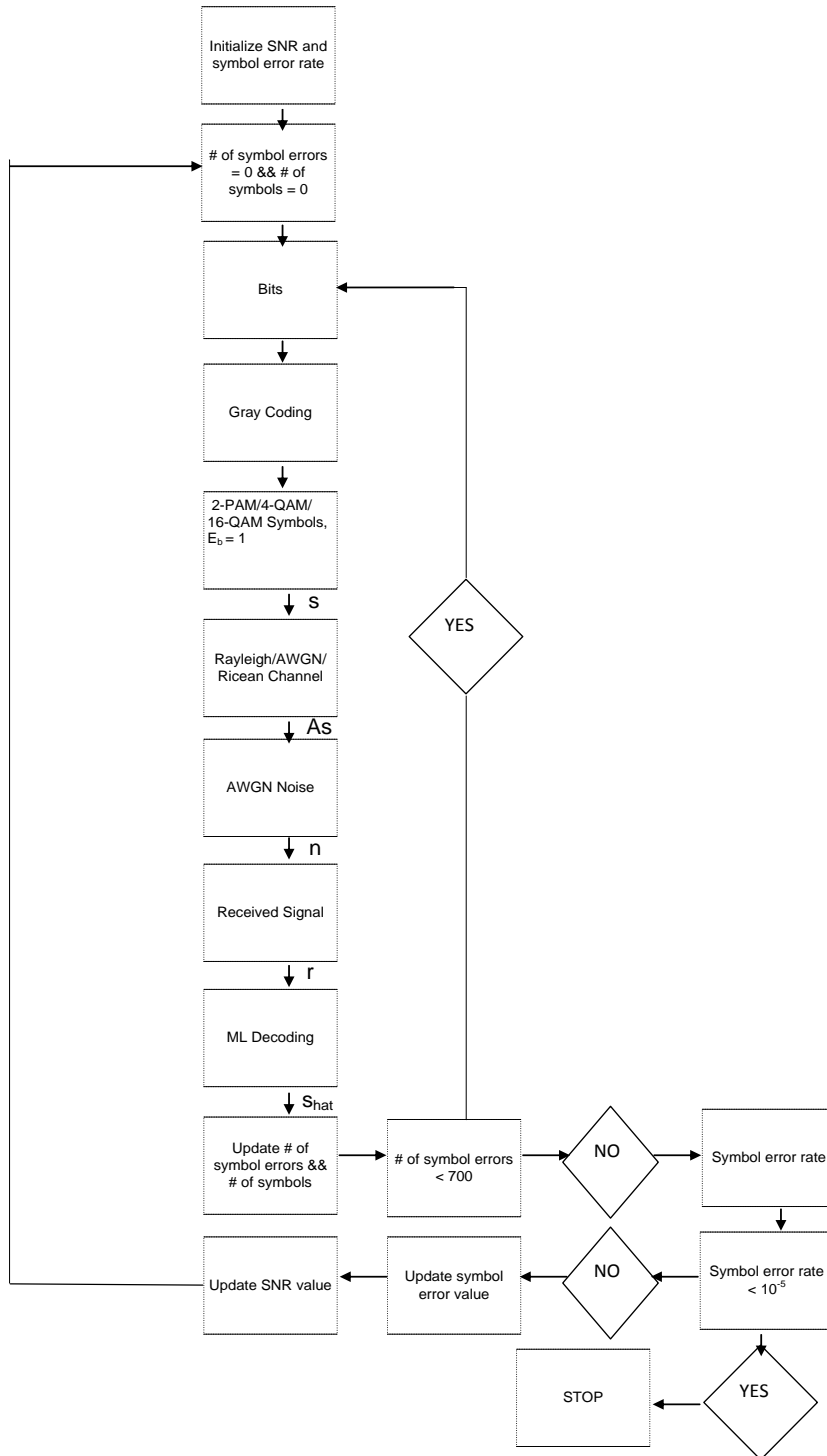 Initialize SNR and
symbol error rate
# of symbol errors
= 0 && # of
symbols = 0
Bits
Gray Coding
2-PAM/4-QAM/
16-QAM Symbols,
E_b = 1
s
Rayleigh/AWGN/
Ricean Channel
As
AWGN Noise
n
Received Signal
r
ML Decoding
s_hat
YES
Update # of
symbol errors &&
# of symbols
# of symbol errors
< 700
NO
Symbol error rate
Update SNR value
Update symbol
error value
NO
Symbol error rate
< 10^-5
STOP
YES